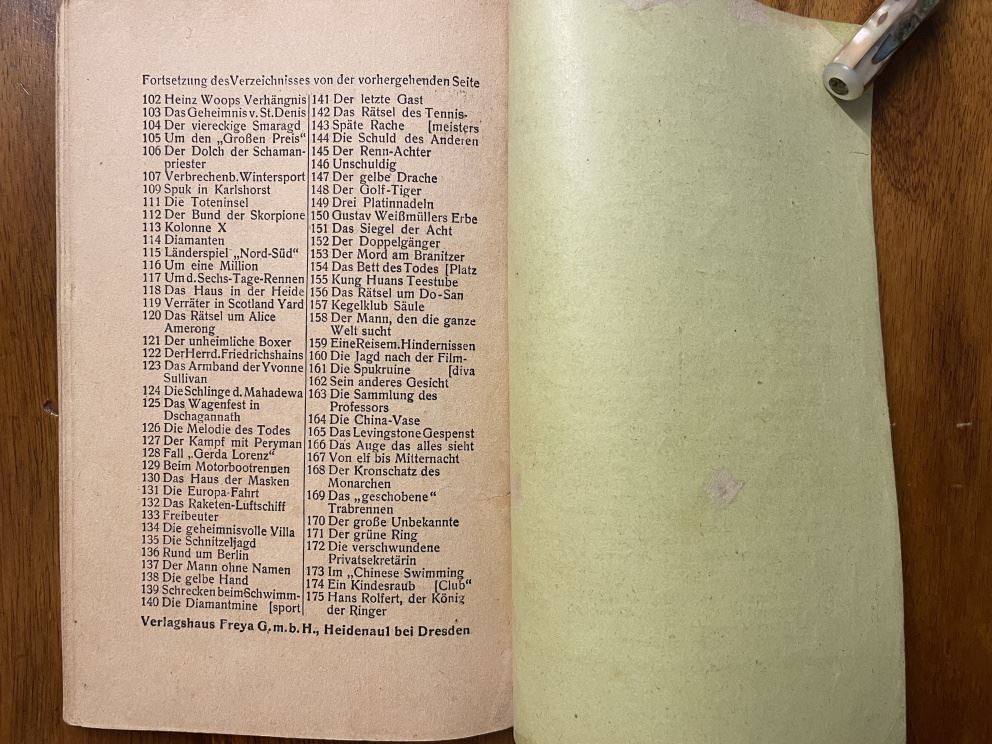 Fortsetzung des Verzeichnisses von der vorhergehenden Seite
102 Heinz Woops Verhängnis
103 Das Geheimnis v. St. Denis
104 Der viereckige Smaragd
105 Um den „Großen Preis“
106 Der Dolch der Schaman-
priester
107 Verbrechen b. Wintersport
109 Spuk in Karlshorst
111 Die Toteninsel
112 Der Bund der Skorpione
113 Kolonne X
114 Diamanten
115 Länderspiel „Nord-Süd“
116 Um eine Million
117 Um d. Sechs-Tage-Rennen
118 Das Haus in der Heide
119 Verräter in Scotland Yard
120 Das Rätsel um Alice
Amerong
121 Der unheimliche Boxer
122 Der Herr d. Friedrichshains
123 Das Armband der Yvonne
Sullivan
124 Die Schlinge d. Mahadewa
125 Das Wagenfest in
Dschagannath
126 Die Melodie des Todes
127 Der Kampf mit Peryman
128 Fall „Gerda Lorenz“
129 Beim Motorbootrennen
130 Das Haus der Masken
131 Die Europa-Fahrt
132 Das Raketen-Luftschiff
133 Freibeuter
134 Die geheimnisvolle Villa
135 Die Schnitzeljagd
136 Rund um Berlin
137 Der Mann ohne Namen
138 Die gelbe Hand
139 Schrecken beim Schwimm-
140 Die Diamantmine [sport
141 Der letzte Gast
142 Das Rätsel des Tennis-
143 Späte Rache [meisters
144 Die Schuld des Anderen
145 Der Renn-Achter
146 Unschuldig
147 Der gelbe Drache
148 Der Golf-Tiger
149 Drei Platinnadeln
150 Gustav Weißmüllers Erbe
151 Das Siegel der Acht
152 Der Doppelgänger
153 Der Mord am Branitzer
154 Das Bett des Todes [Platz
155 Kung Huans Teestube
156 Das Rätsel um Do-San
157 Kegelklub Säule
158 Der Mann, den die ganze
Welt sucht
159 Eine Reise m. Hindernissen
160 Die Jagd nach der Film-
161 Die Spukruine [diva
162 Sein anderes Gesicht
163 Die Sammlung des
Professors
164 Die China-Vase
165 Das Levingstone Gespenst
166 Das Auge das alles sieht
167 Von elf bis Mitternacht
168 Der Kronschatz des
Monarchen
169 Das „geschobene“
Trabrennen
170 Der große Unbekannte
171 Der grüne Ring
172 Die verschwundene
Privatsekretärin
173 Im „Chinese Swimming
174 Ein Kindesraub [Club“
175 Hans Rolfert, der König
der Ringer
Verlagshaus Freya G. m. b. H., Heidenau1 bei Dresden